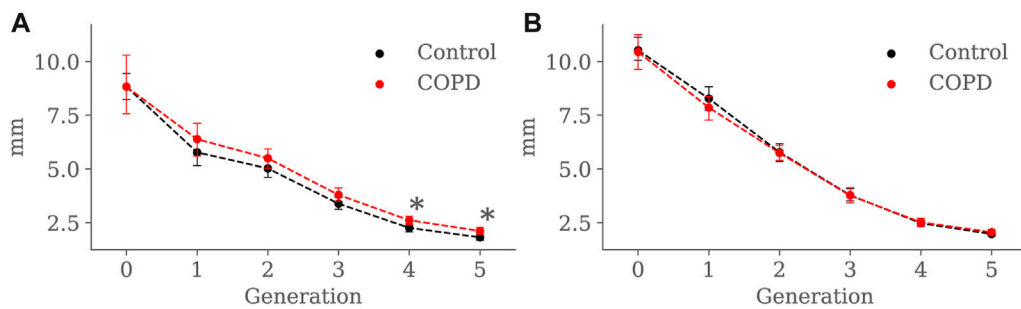 A
mm
10.0
7.5
5.0
2.5
0 1 2 3 4 5
Generation
Control
COPD
*
*
B
mm
10.0
7.5
5.0
2.5
0 1 2 3 4 5
Generation
Control
COPD